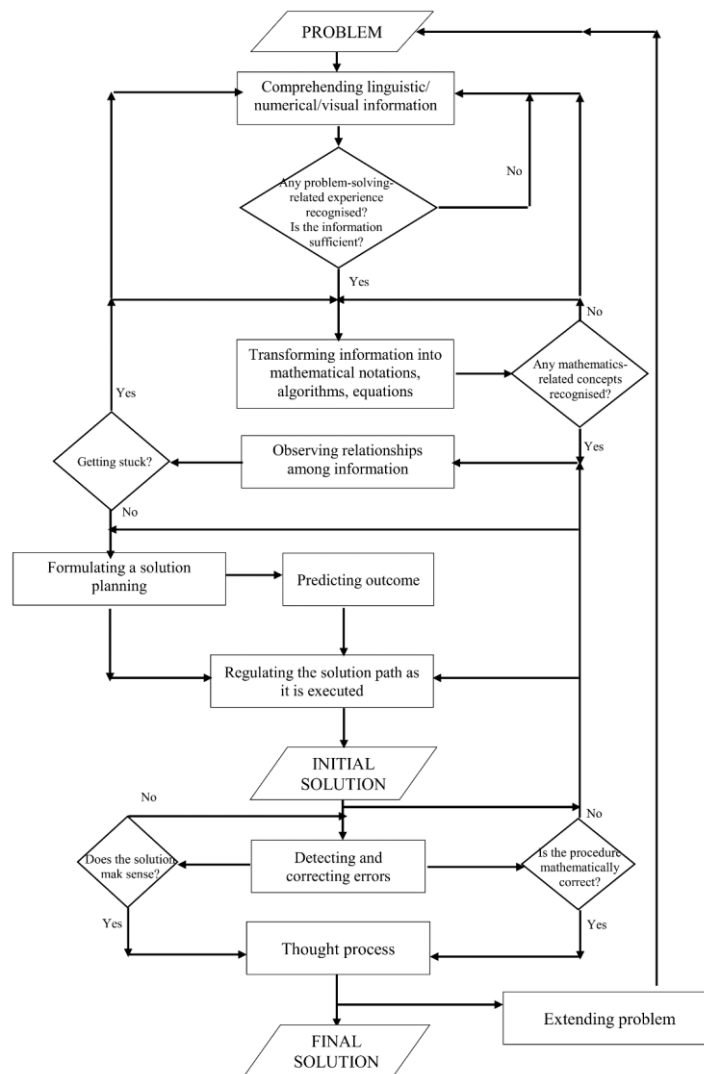 PROBLEM
Comprehending linguistic/
numerical/visual information
Any problem-solving-
related experience
recognised?
Is the information
sufficient?
No
Yes
No
Transforming information into
mathematical notations,
algorithms, equations
Any mathematics-
related concepts
recognised?
Yes
Yes
Getting stuck?
Observing relationships
among information
No
Formulating a solution
planning
Predicting outcome
Regulating the solution path as
it is executed
INITIAL
SOLUTION
No
No
Does the solution
mak sense?
Detecting and
correcting errors
Is the procedure
mathematically
correct?
Yes
Yes
Thought process
Extending problem
FINAL
SOLUTION